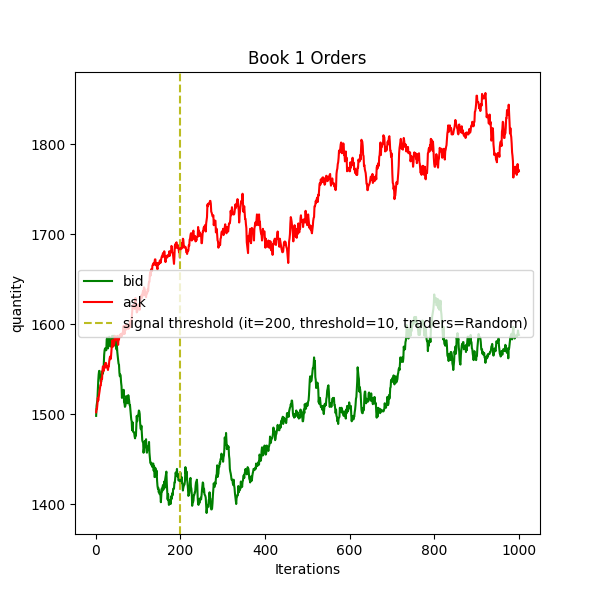 Book 1 Orders
quantity
1800
1700
1600
1500
1400
bid
ask
signal threshold (it=200, threshold=10, traders=Random)
0 200 400 600 800 1000
Iterations